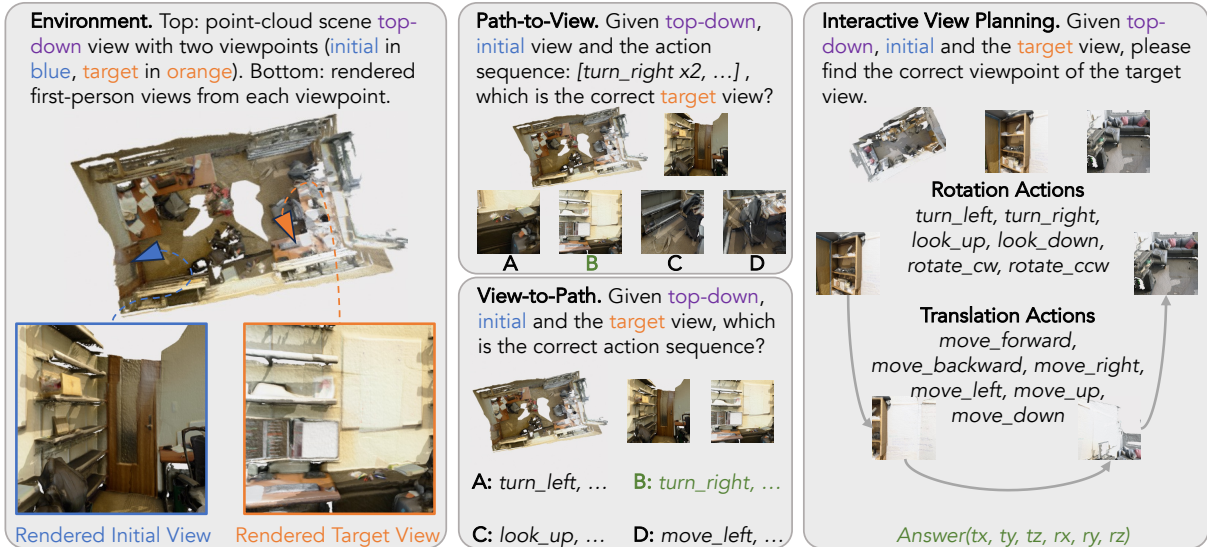 Environment. Top: point-cloud scene top-
down view with two viewpoints (initial in
blue, target in orange). Bottom: rendered
first-person views from each viewpoint.
Rendered Initial View
Rendered Target View
Path-to-View. Given top-down,
initial view and the action
sequence: [turn_right x2, …] ,
which is the correct target view?
A
B
C
D
View-to-Path. Given top-down,
initial and the target view, which
is the correct action sequence?
A: turn_left, …
B: turn_right, …
C: look_up, …
D: move_left, …
Interactive View Planning. Given top-
down, initial and the target view, please
find the correct viewpoint of the target
view.
Rotation Actions
turn_left, turn_right,
look_up, look_down,
rotate_cw, rotate_ccw
Translation Actions
move_forward,
move_backward, move_right,
move_left, move_up,
move_down
Answer(tx, ty, tz, rx, ry, rz)